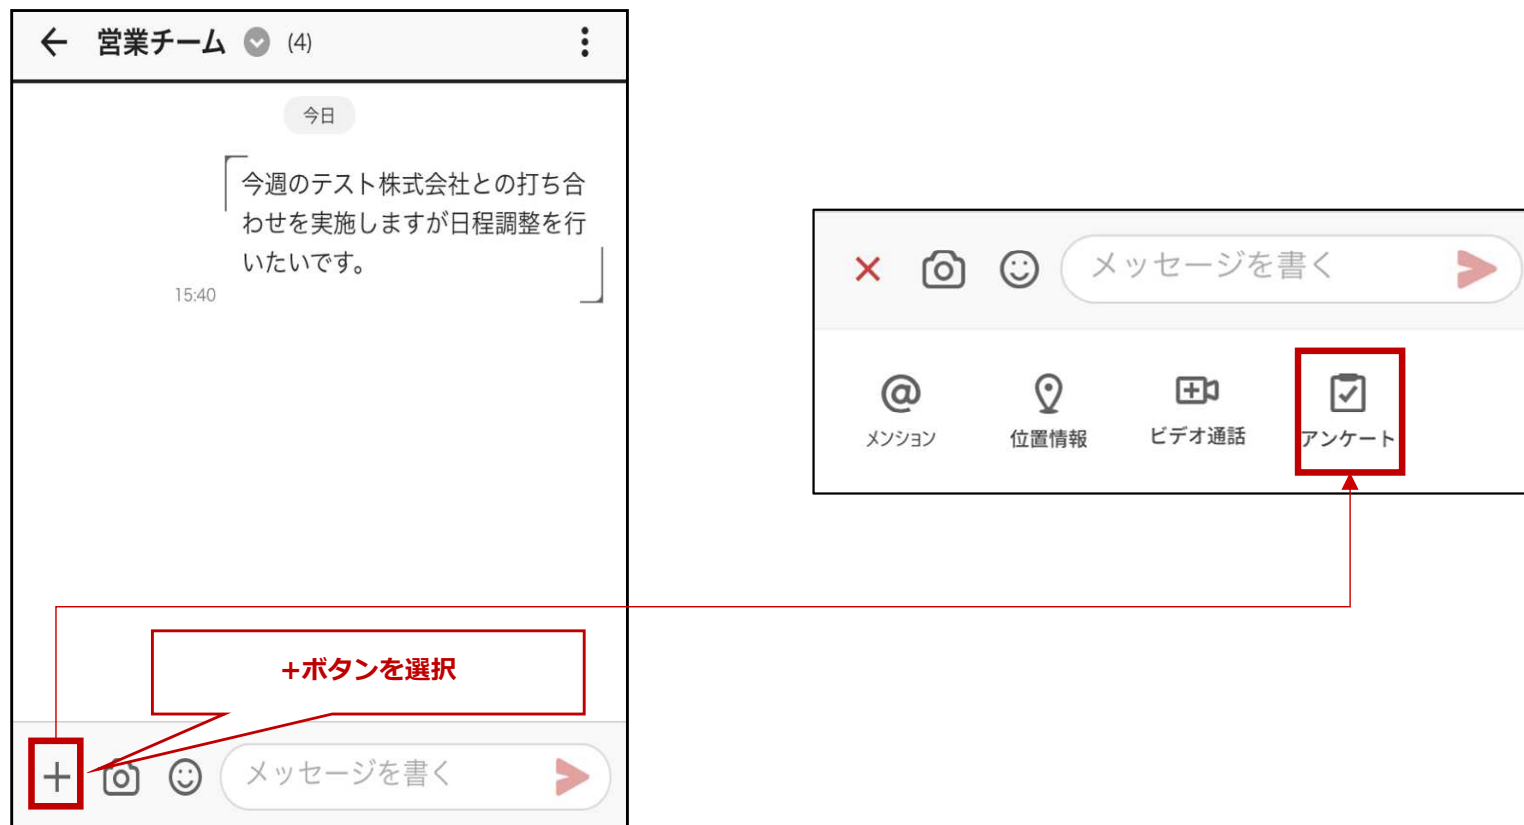 営業チーム (4)
今日
今週のテスト株式会社との打ち合
わせを実施しますが日程調整を行
いたいです。
15:40
+ボタンを選択
メッセージを書く
メッセージを書く
@
メンション
位置情報
ビデオ通話
アンケート